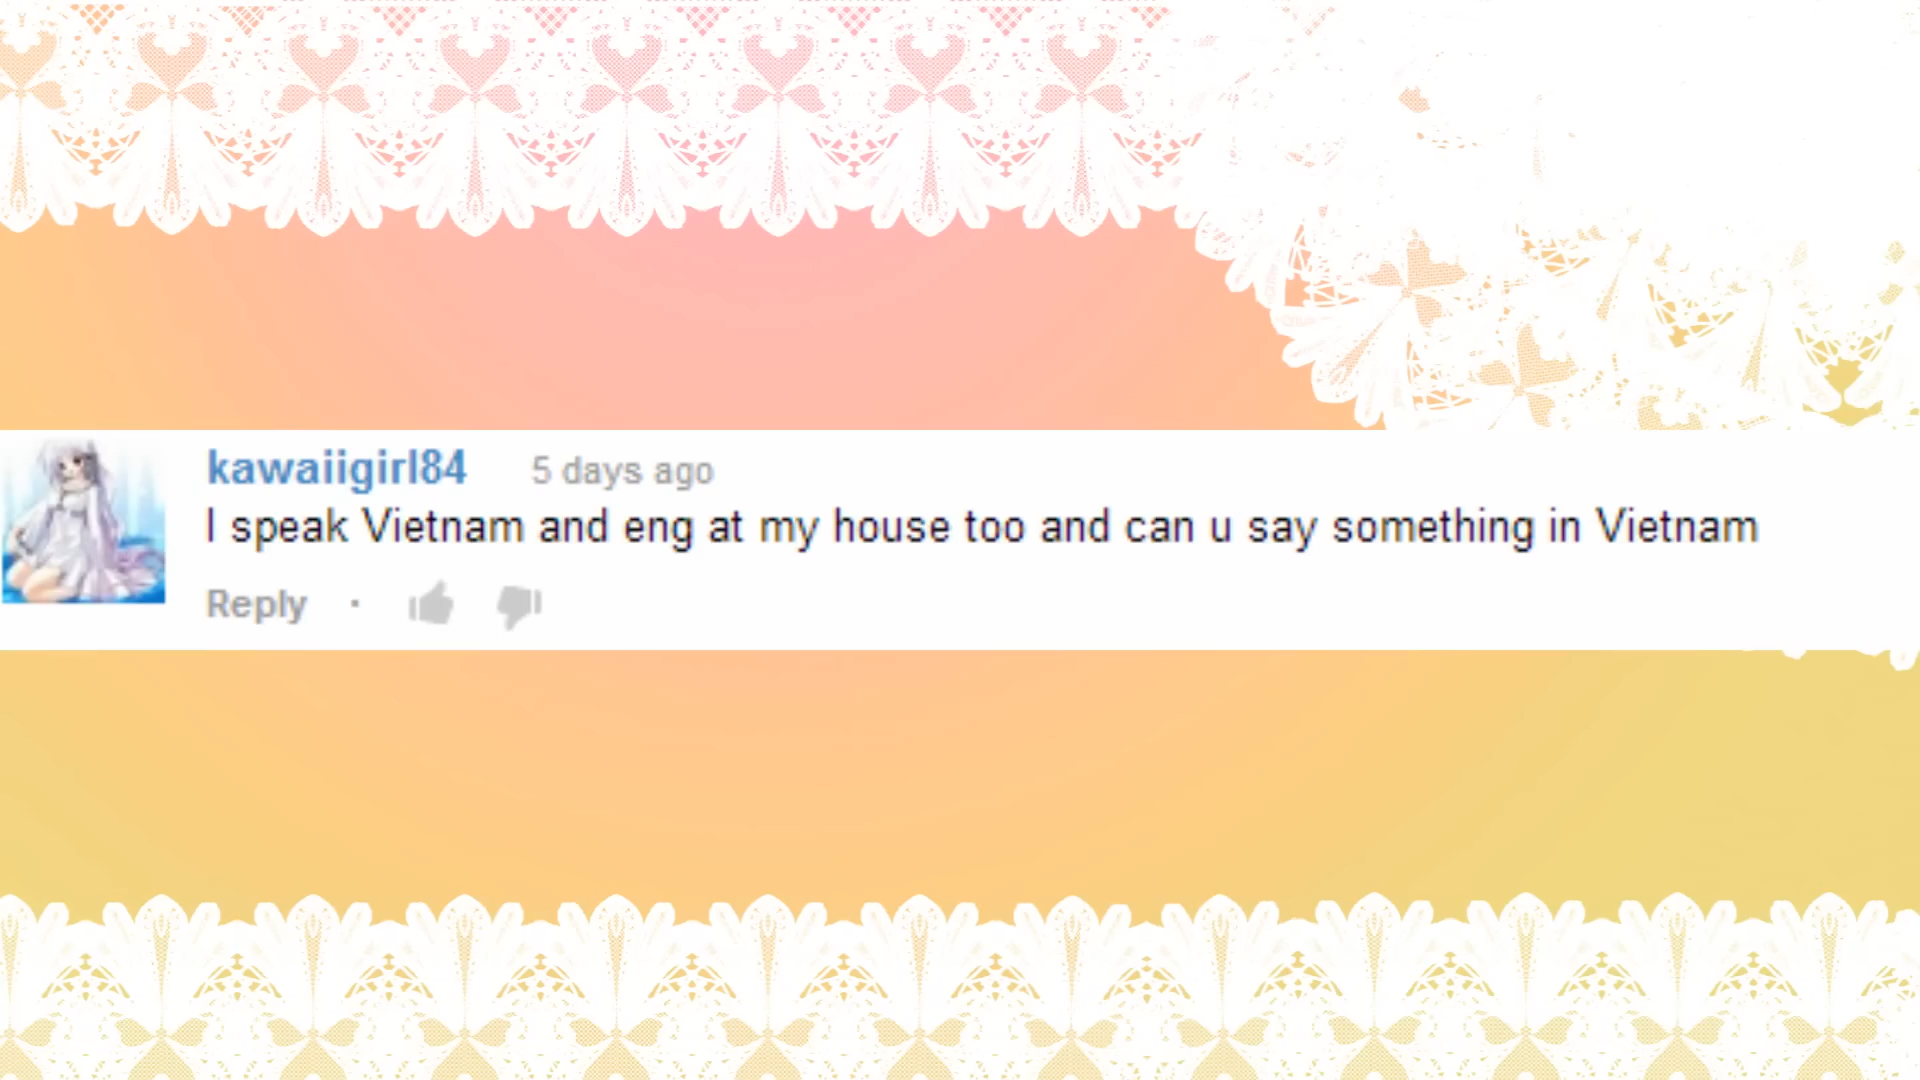 kawaiigirl84 5 days ago
I speak Vietnam and eng at my house too and can u say something in Vietnam
Reply ·